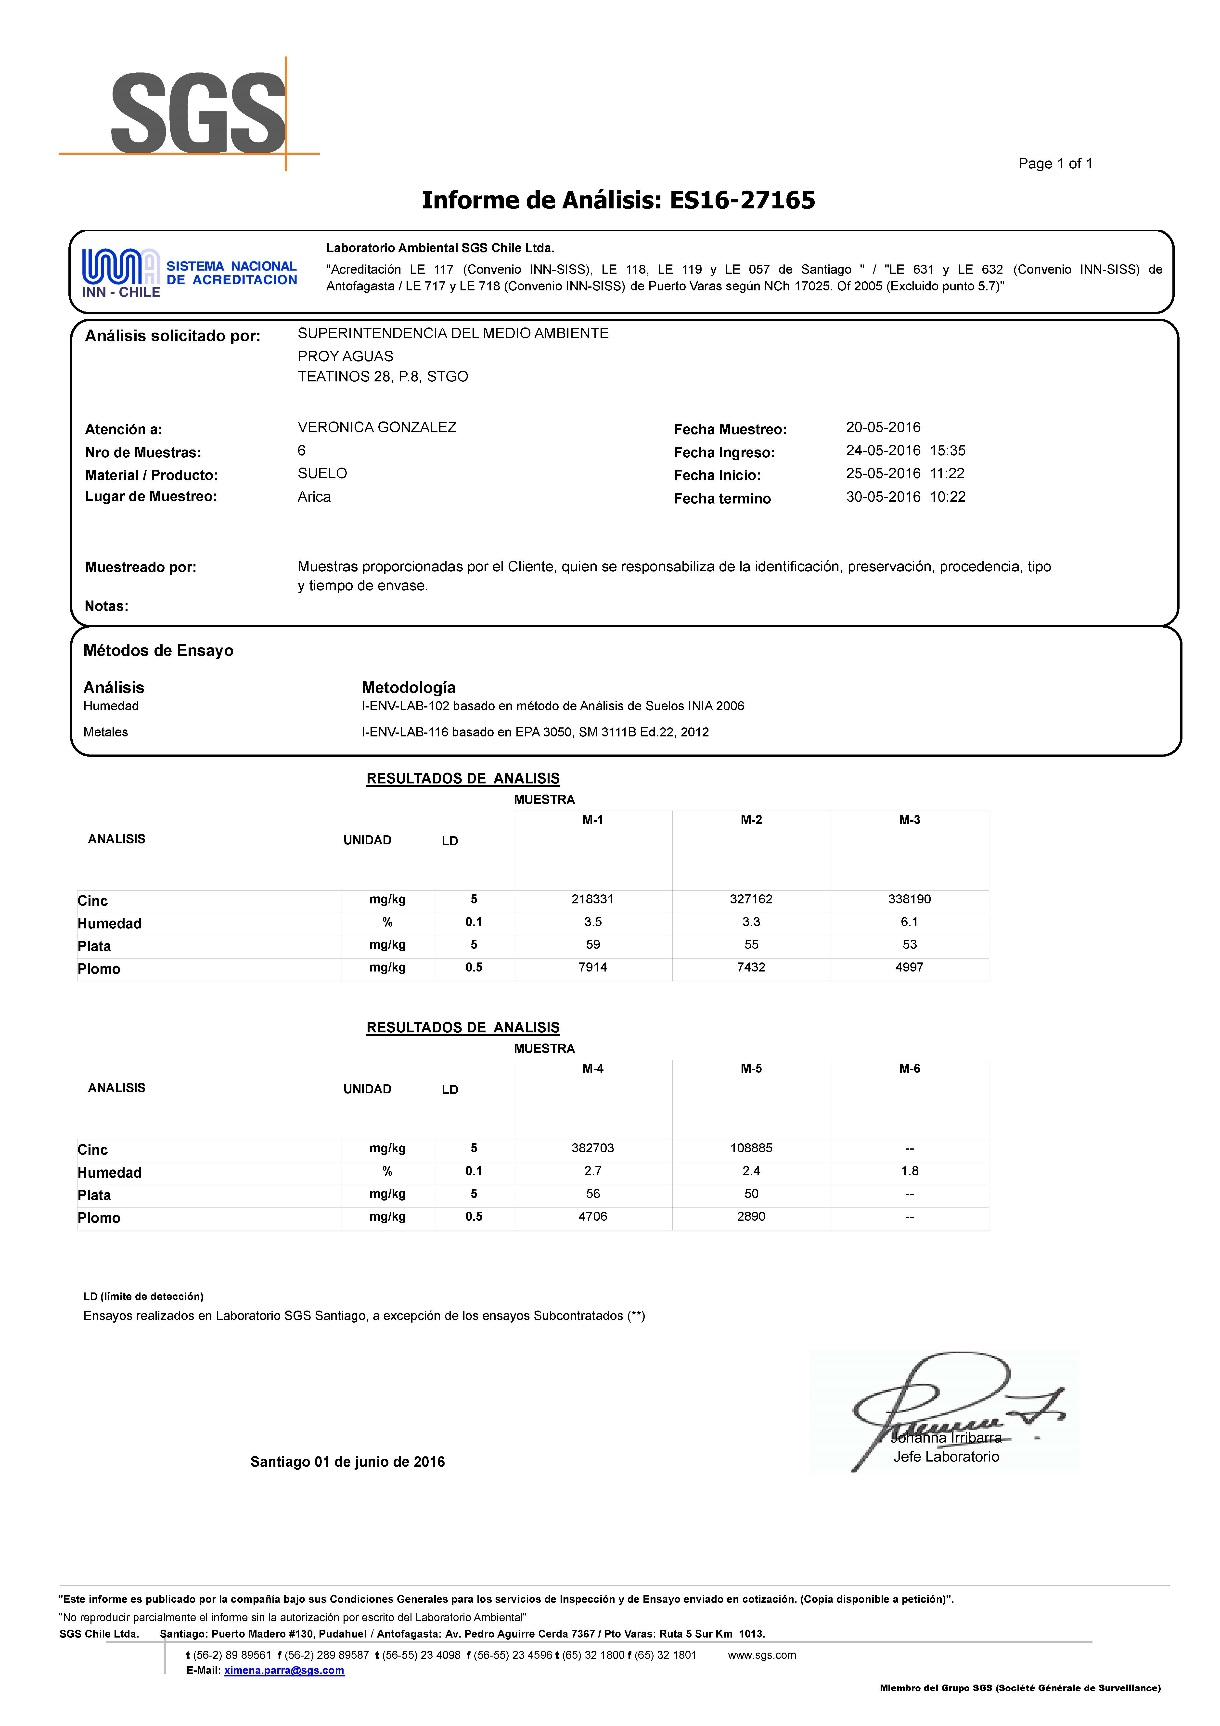 SGS
Page 1 of 1
Informe de Análisis: ES16-27165
Laboratorio Ambiental SGS Chile Ltda.
SISTEMA NACIONAL
DE ACREDITACION
INN - CHILE
"Acreditación LE 117 (Convenio INN-SISS), LE 118, LE 119 y LE 057 de Santiago " / "LE 631 y LE 632 (Convenio INN-SISS) de
Antofagasta / LE 717 y LE 718 (Convenio INN-SISS) de Puerto Varas según NCh 17025. Of 2005 (Excluido punto 5.7)"
Análisis solicitado por: SUPERINTENDENCIA DEL MEDIO AMBIENTE
PROY AGUAS
TEATINOS 28, P.8, STGO
Atención a: VERONICA GONZALEZ Fecha Muestreo: 20-05-2016
Nro de Muestras: 6 Fecha Ingreso: 24-05-2016 15:35
Material / Producto: SUELO Fecha Inicio: 25-05-2016 11:22
Lugar de Muestreo: Arica Fecha termino 30-05-2016 10:22
Muestreado por: Muestras proporcionadas por el Cliente, quien se responsabiliza de la identificación, preservación, procedencia, tipo
y tiempo de envase.
Notas:
Métodos de Ensayo
Análisis Metodología
Humedad I-ENV-LAB-102 basado en método de Análisis de Suelos INIA 2006
Metales I-ENV-LAB-116 basado en EPA 3050, SM 3111B Ed.22, 2012
RESULTADOS DE ANALISIS
MUESTRA
M-1 M-2 M-3
ANALISIS UNIDAD LD
Cinc mg/kg 5 218331 327162 338190
Humedad % 0.1 3.5 3.3 6.1
Plata mg/kg 5 59 55 53
Plomo mg/kg 0.5 7914 7432 4997
RESULTADOS DE ANALISIS
MUESTRA
M-4 M-5 M-6
ANALISIS UNIDAD LD
Cinc mg/kg 5 382703 108885 --
Humedad % 0.1 2.7 2.4 1.8
Plata mg/kg 5 56 50 --
Plomo mg/kg 0.5 4706 2890 --
LD (límite de detección)
Ensayos realizados en Laboratorio SGS Santiago, a excepción de los ensayos Subcontratados (**)
Johanna Irribarra
Jefe Laboratorio
Santiago 01 de junio de 2016
"Este informe es publicado por la compañía bajo sus Condiciones Generales para los servicios de Inspección y de Ensayo enviado en cotización. (Copia disponible a petición)".
"No reproducir parcialmente el informe sin la autorización por escrito del Laboratorio Ambiental"
SGS Chile Ltda. Santiago: Puerto Madero #130, Pudahuel / Antofagasta: Av. Pedro Aguirre Cerda 7367 / Pto Varas: Ruta 5 Sur Km 1013.
t (56-2) 89 89561 f (56-2) 289 89587 t (56-55) 23 4098 f (56-55) 23 4596 t (65) 32 1800 f (65) 32 1801 www.sgs.com
E-Mail: ximena.parra@sgs.com
Miembro del Grupo SGS (Société Générale de Surveillance)